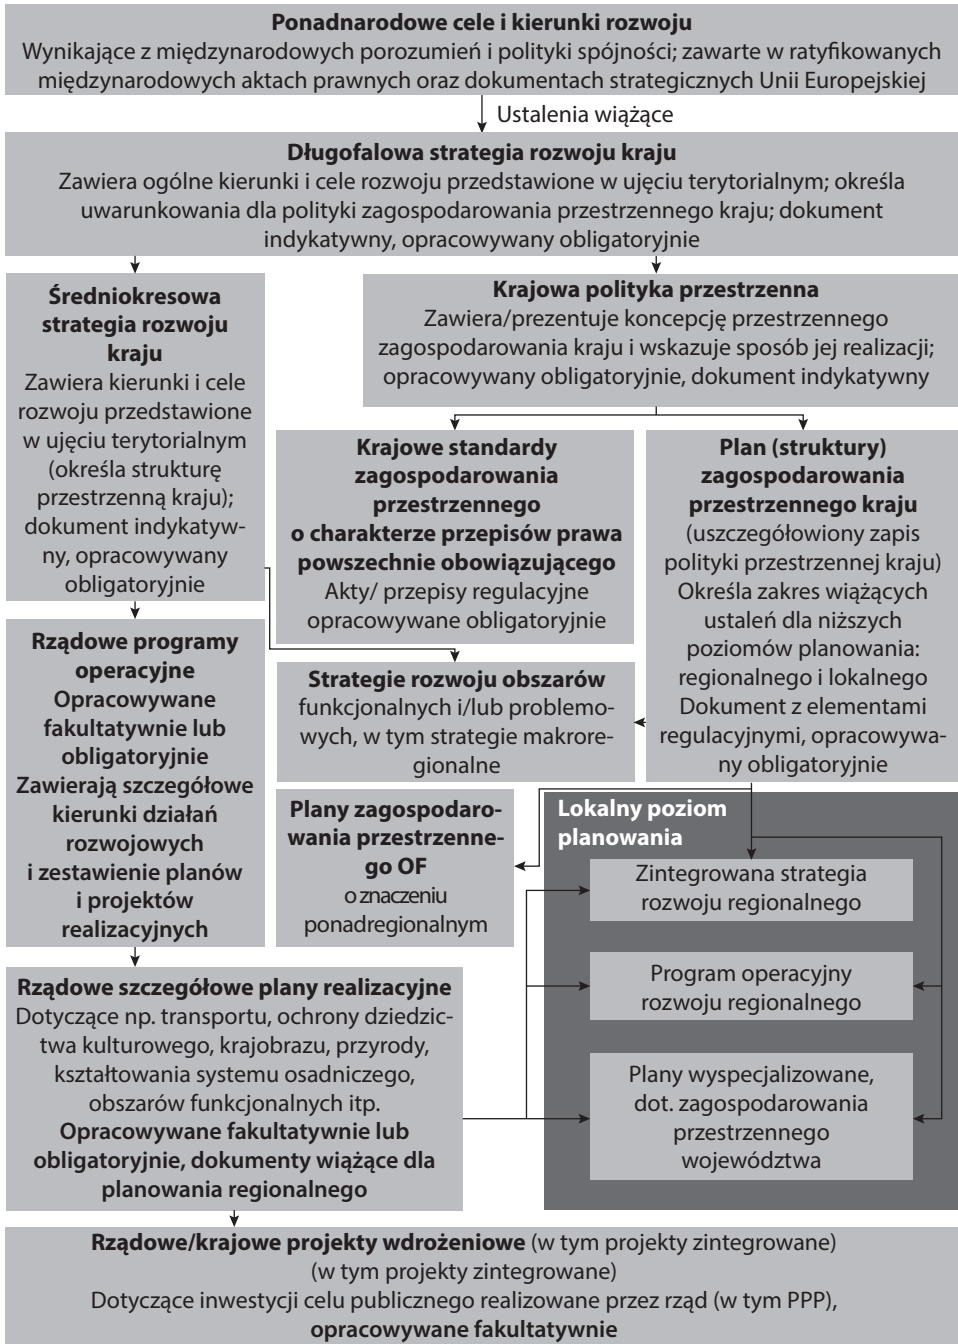 Ponadnarodowe cele i kierunki rozwoju
Wynikające z międzynarodowych porozumień i polityki spójności; zawarte w ratyfikowanych
międzynarodowych aktach prawnych oraz dokumentach strategicznych Unii Europejskiej
Ustalenia wiążące
Długofalowa strategia rozwoju kraju
Zawiera ogólne kierunki i cele rozwoju przedstawione w ujęciu terytorialnym; określa
uwarunkowania dla polityki zagospodarowania przestrzennego kraju; dokument
indykatywny, opracowywany obligatoryjnie
Średniokresowa
strategia rozwoju
kraju
Zawiera kierunki i cele
rozwoju przedstawione
w ujęciu terytorialnym
(określa strukturę
przestrzenną kraju);
dokument indykatyw-
ny, opracowywany
obligatoryjnie
Krajowa polityka przestrzenna
Zawiera/prezentuje koncepcję przestrzennego
zagospodarowania kraju i wskazuje sposób jej realizacji;
opracowywany obligatoryjnie, dokument indykatywny
Krajowe standardy
zagospodarowania
przestrzennego
o charakterze przepisów prawa
powszechnie obowiązującego
Akty/ przepisy regulacyjne
opracowywane obligatoryjnie
Plan (struktury)
zagospodarowania
przestrzennego kraju
(uszczegółowiony zapis
polityki przestrzennej kraju)
Określa zakres wiążących
ustaleń dla niższych
poziomów planowania:
regionalnego i lokalnego
Dokument z elementami
regulacyjnymi, opracowywa-
ny obligatoryjnie
Rządowe programy
operacyjne
Opracowywane
fakultatywnie lub
obligatoryjnie
Zawierają szczegółowe
kierunki działań
rozwojowych
i zestawienie planów
i projektów
realizacyjnych
Strategie rozwoju obszarów
funkcjonalnych i/lub problemo-
wych, w tym strategie makrore-
gionalne
Plany zagospodaro-
wania przestrzenne-
go OF
o znaczeniu
ponadregionalnym
Lokalny poziom
planowania
Zintegrowana strategia
rozwoju regionalnego
Program operacyjny
rozwoju regionalnego
Plany wyspecjalizowane,
dot. zagospodarowania
przestrzennego
województwa
Rządowe szczegółowe plany realizacyjne
Dotyczące np. transportu, ochrony dziedzic-
twa kulturowego, krajobrazu, przyrody,
kształtowania systemu osadniczego,
obszarów funkcjonalnych itp.
Opracowywane fakultatywnie lub
obligatoryjnie, dokumenty wiążące dla
planowania regionalnego
Rządowe/krajowe projekty wdrożeniowe (w tym projekty zintegrowane)
(w tym projekty zintegrowane)
Dotyczące inwestycji celu publicznego realizowane przez rząd (w tym PPP),
opracowywane fakultatywnie